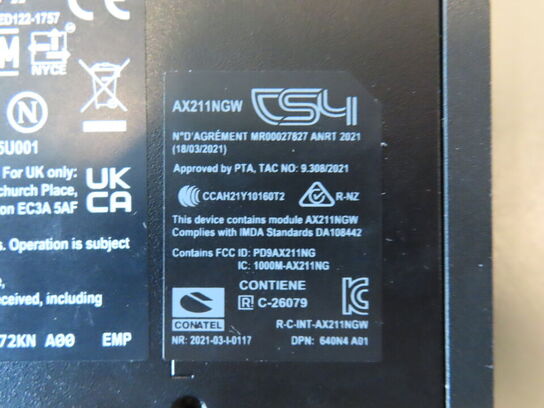 ED122-1757
NYCE
N
5U001
For UK only:
church Place,
on EC3A 5AF
UK
CA
s. Operation is subject
e,
eceived, including
72KN A00 EMP
AX211NGW
N°D'AGRÉMENT MR00027827 ANRT 2021
(18/03/2021)
Approved by PTA, TAC NO: 9.308/2021
CCAH21Y10160T2 R-NZ
This device contains module AX211NGW
Complies with IMDA Standards DA108442
Contains FCC ID: PD9AX211NG
IC: 1000M-AX211NG
CONTIENE
R C-26079
CONATEL
R-C-INT-AX211NGW
NR: 2021-03-I-0117 DPN: 640N4 A01